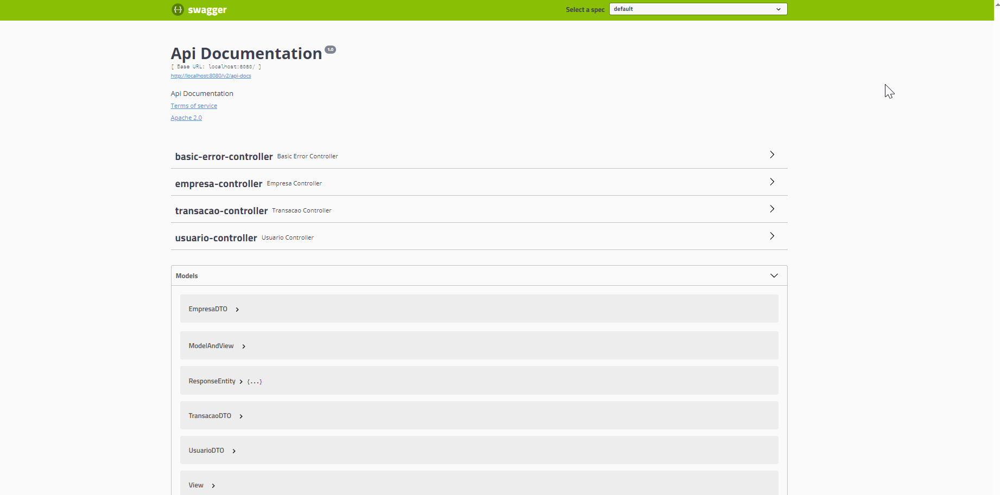 swagger
Select a spec default
Api Documentation 1.0
[ Base URL: localhost:8080/ ]
http://localhost:8080/v2/api-docs
Api Documentation
Terms of service
Apache 2.0
basic-error-controller Basic Error Controller
empresa-controller Empresa Controller
transacao-controller Transacao Controller
usuario-controller Usuario Controller
Models
EmpresaDTO
ModelAndView
ResponseEntity {...}
TransacaoDTO
UsuarioDTO
View